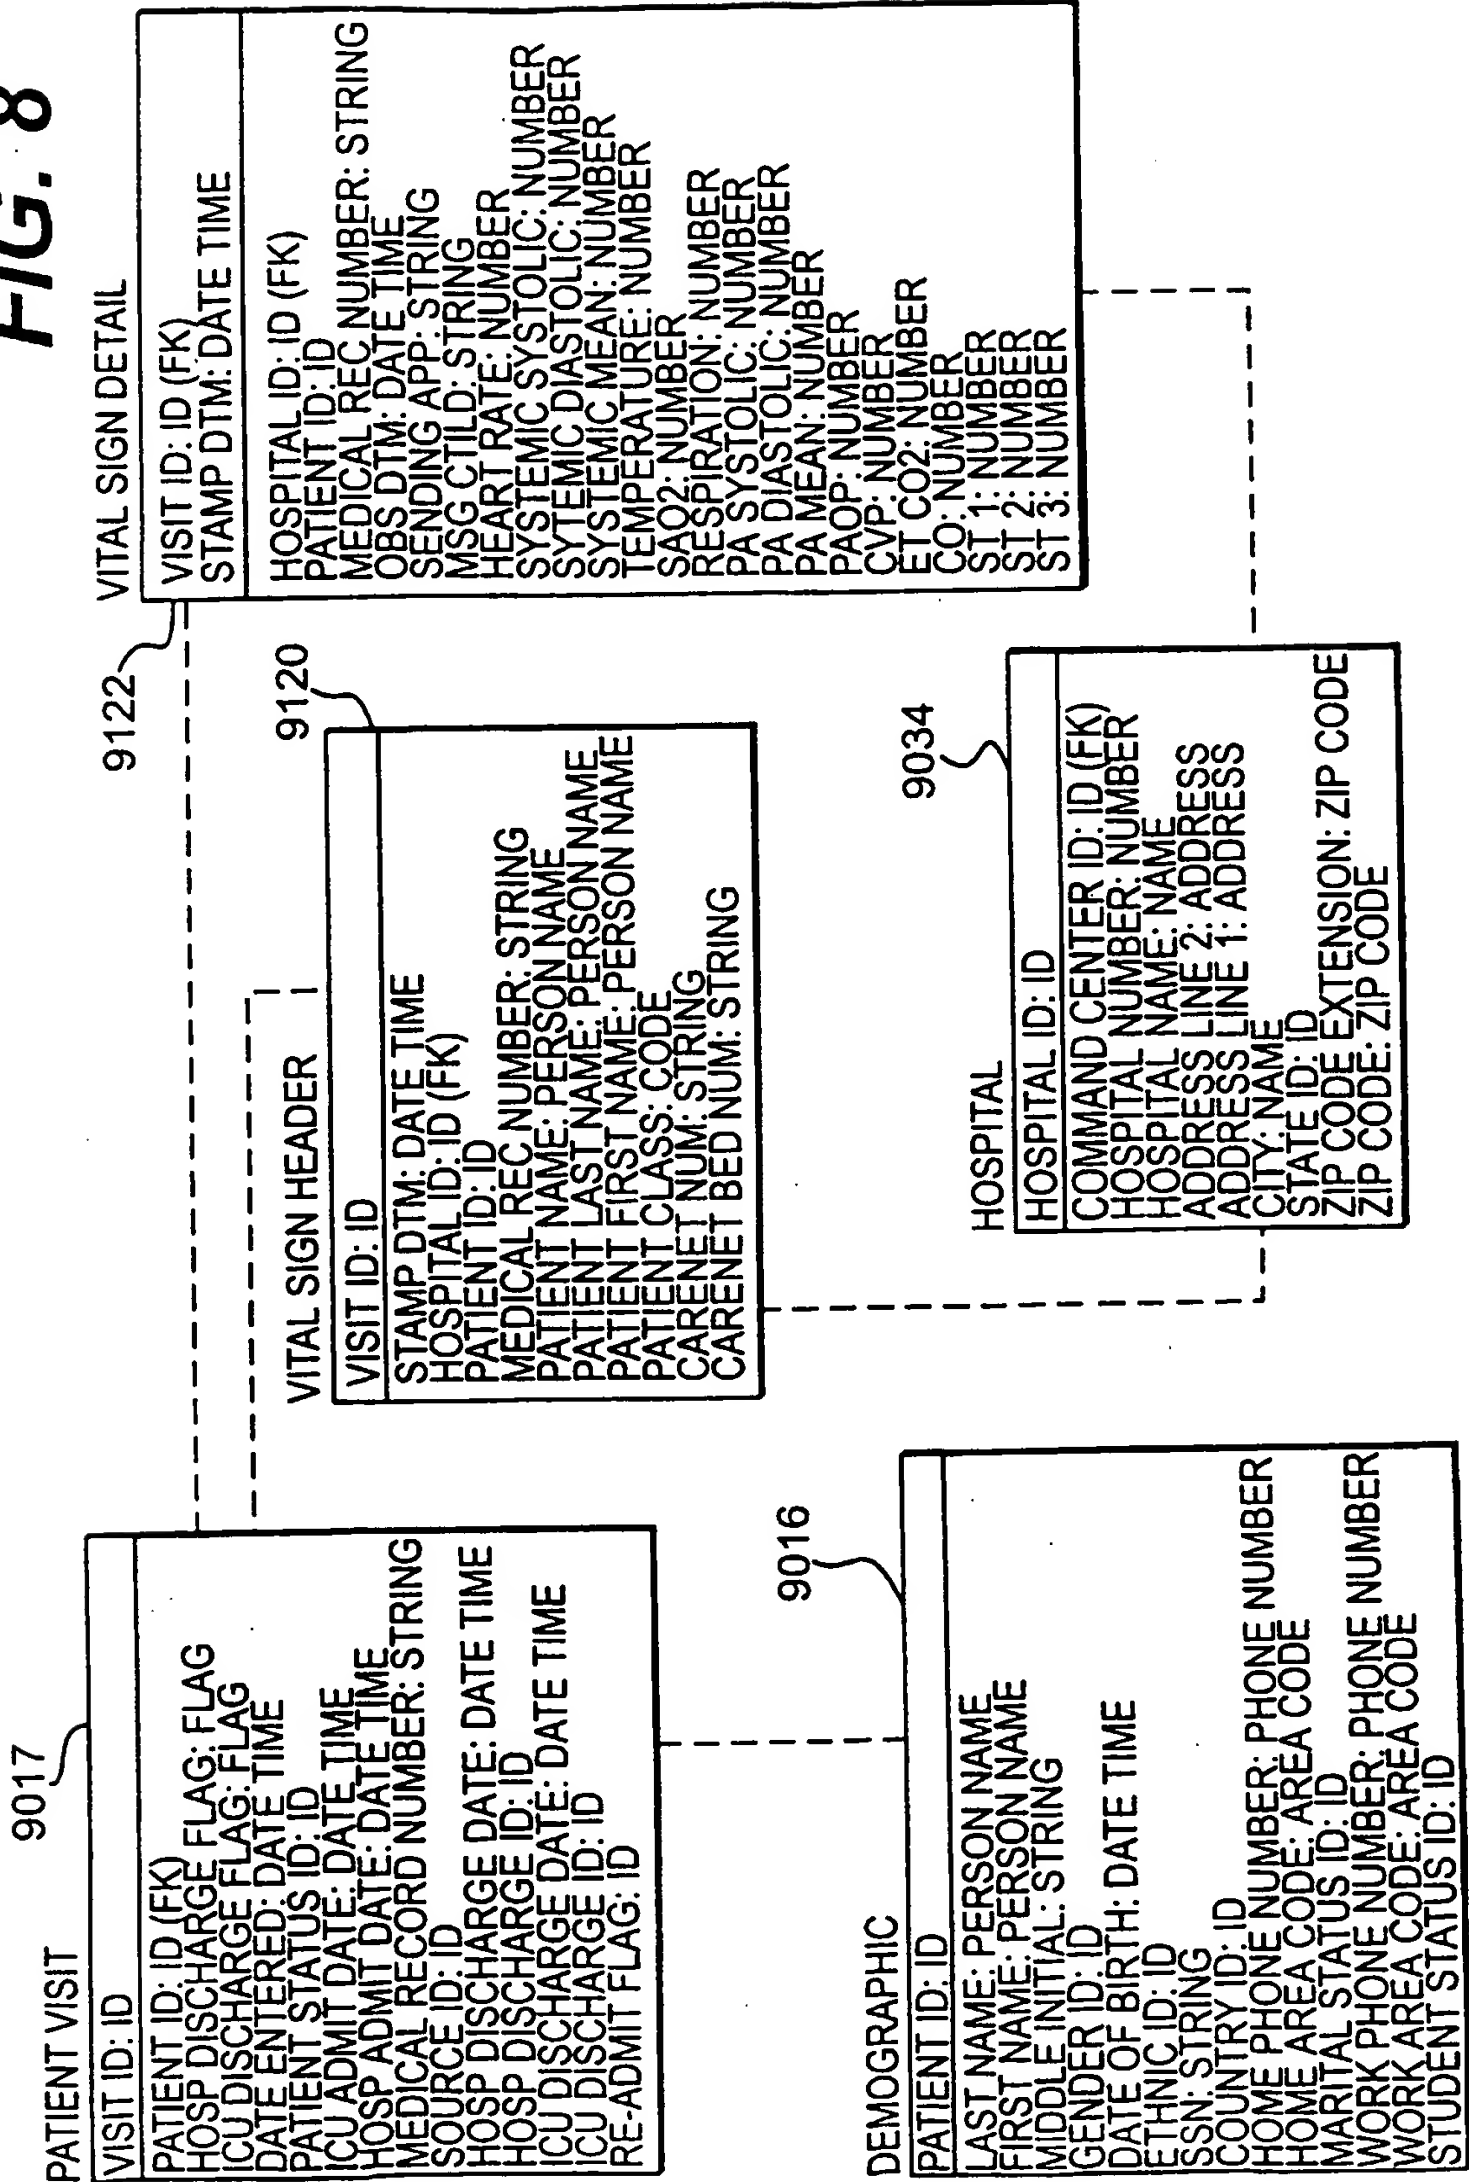 FIG. 8
PATIENT VISIT
9017
VISIT ID: ID
PATIENT ID: ID (FK)
HOSP DISCHARGE FLAG: FLAG
ICU DISCHARGE FLAG: FLAG
DATE ENTERED: DATE TIME
PATIENT STATUS ID: ID
ICU ADMIT DATE: DATE TIME
HOSP ADMIT DATE: DATE TIME
MEDICAL RECORD NUMBER: STRING
SOURCE ID: ID
HOSP DISCHARGE DATE: DATE TIME
HOSP DISCHARGE ID: ID
ICU DISCHARGE DATE: DATE TIME
ICU DISCHARGE ID: ID
RE-ADMIT FLAG: ID
DEMOGRAPHIC
9016
PATIENT ID: ID
LAST NAME: PERSON NAME
FIRST NAME: PERSON NAME
MIDDLE INITIAL: STRING
GENDER ID: ID
DATE OF BIRTH: DATE TIME
ETHNIC ID: ID
SSN: STRING
COUNTRY ID: ID
HOME PHONE NUMBER: PHONE NUMBER
HOME AREA CODE: AREA CODE
MARITAL STATUS ID: ID
WORK PHONE NUMBER: PHONE NUMBER
WORK AREA CODE: AREA CODE
STUDENT STATUS ID: ID
VITAL SIGN HEADER
9120
VISIT ID: ID
STAMP DTM: DATE TIME
HOSPITAL ID: ID (FK)
PATIENT ID: ID
MEDICAL REC NUMBER: STRING
PATIENT NAME: PERSON NAME
PATIENT LAST NAME: PERSON NAME
PATIENT FIRST NAME: PERSON NAME
PATIENT CLASS: CODE
CARENET NUM: STRING
CARENET BED NUM: STRING
HOSPITAL
9034
HOSPITAL ID: ID
COMMAND CENTER ID: ID (FK)
HOSPITAL NUMBER: NUMBER
HOSPITAL NAME: NAME
ADDRESS LINE 2: ADDRESS
ADDRESS LINE 1: ADDRESS
CITY: NAME
STATE ID: ID
ZIP CODE EXTENSION: ZIP CODE
ZIP CODE: ZIP CODE
VITAL SIGN DETAIL
9122
VISIT ID: ID (FK)
STAMP DTM: DATE TIME
HOSPITAL ID: ID (FK)
PATIENT ID: ID
MEDICAL REC NUMBER: STRING
OBS DTM: DATE TIME
SENDING APP: STRING
MSG CTILD: STRING
HEART RATE: NUMBER
SYSTEMIC SYSTOLIC: NUMBER
SYTEMIC DIASTOLIC: NUMBER
SYSTEMIC MEAN: NUMBER
TEMPERATURE: NUMBER
SAO2: NUMBER
RESPIRATION: NUMBER
PA SYSTOLIC: NUMBER
PA DIASTOLIC: NUMBER
PA MEAN: NUMBER
PAOP: NUMBER
CVP: NUMBER
ET CO2: NUMBER
CO: NUMBER
ST 1: NUMBER
ST 2: NUMBER
ST 3: NUMBER